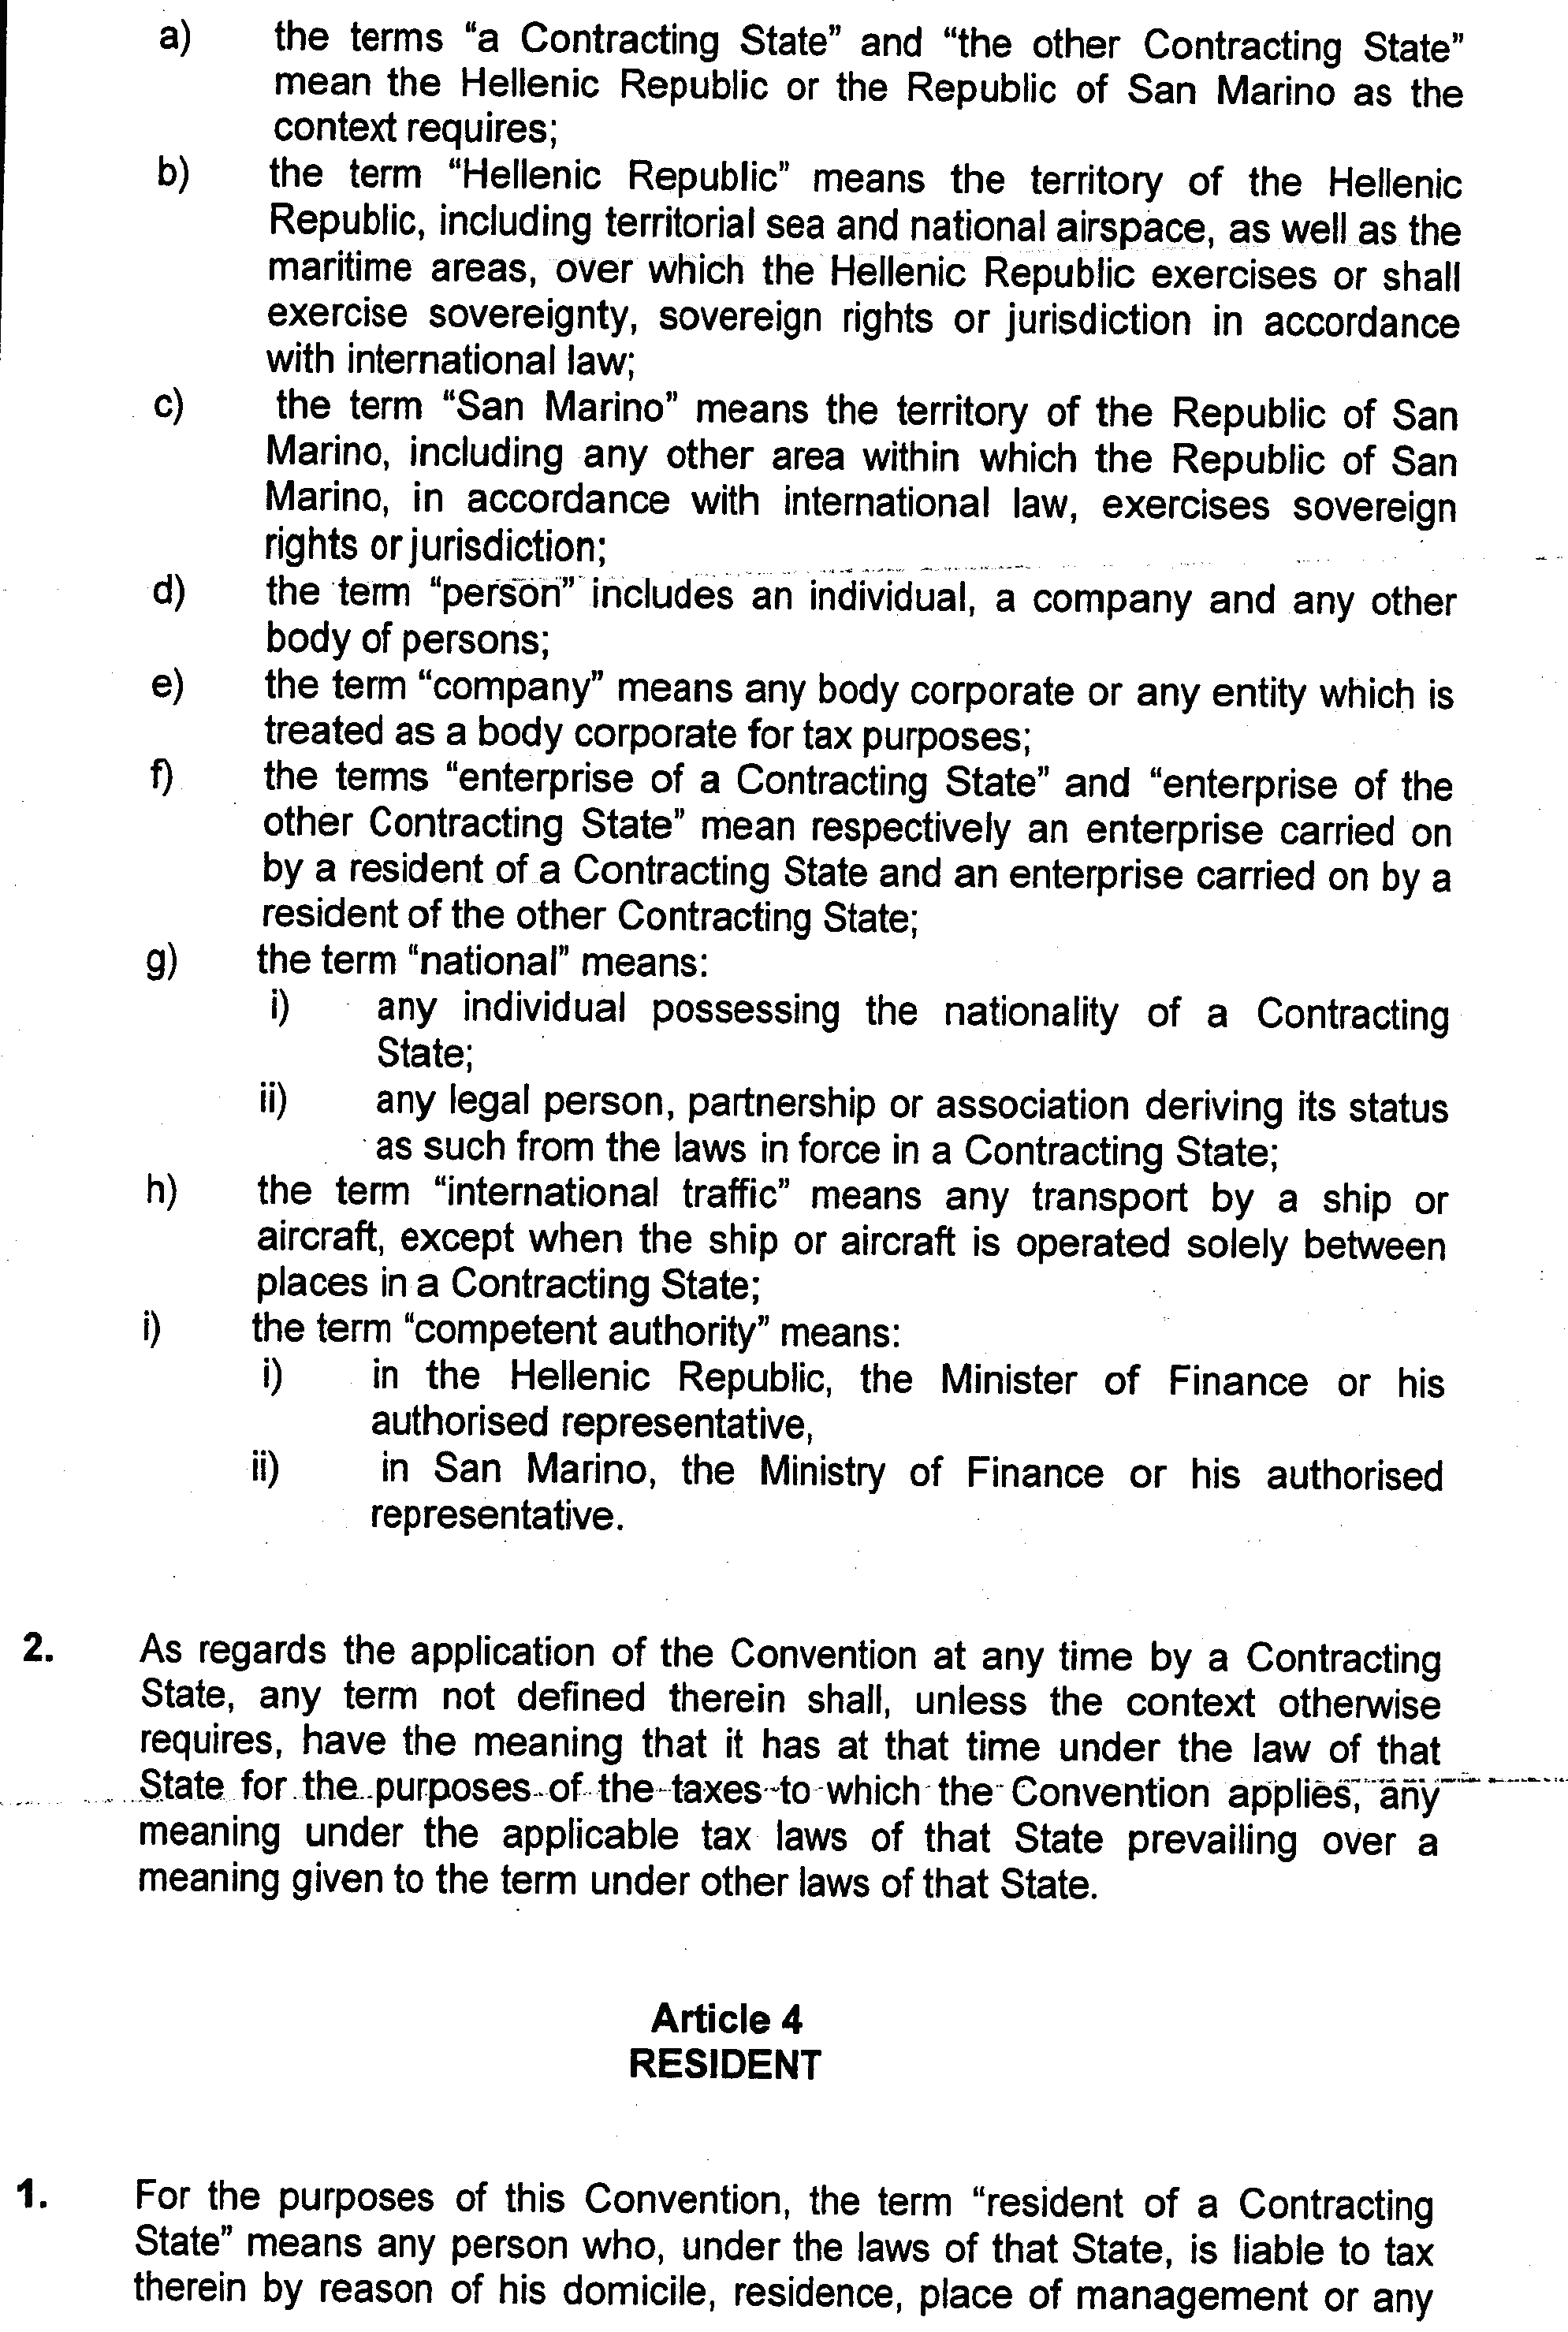 a) the terms “a Contracting State” and “the other Contracting State”
mean the Hellenic Republic or the Republic of San Marino as the
context requires;
b) the term “Hellenic Republic” means the territory of the Hellenic
Republic, including territorial sea and national airspace, as well as the
maritime areas, over which the Hellenic Republic exercises or shall
exercise sovereignty, sovereign rights or jurisdiction in accordance
with international law;
c) the term “San Marino” means the territory of the Republic of San
Marino, including any other area within which the Republic of San
Marino, in accordance with international law, exercises sovereign
rights or jurisdiction;
d) the term “person” includes an individual, a company and any other
body of persons;
e) the term “company” means any body corporate or any entity which is
treated as a body corporate for tax purposes;
f) the terms “enterprise of a Contracting State” and “enterprise of the
other Contracting State” mean respectively an enterprise carried on
by a resident of a Contracting State and an enterprise carried on by a
resident of the other Contracting State;
g) the term “national” means:
i) any individual possessing the nationality of a Contracting
State;
ii) any legal person, partnership or association deriving its status
as such from the laws in force in a Contracting State;
h) the term “international traffic” means any transport by a ship or
aircraft, except when the ship or aircraft is operated solely between
places in a Contracting State;
i) the term “competent authority” means:
i) in the Hellenic Republic, the Minister of Finance or his
authorised representative,
ii) in San Marino, the Ministry of Finance or his authorised
representative.
2. As regards the application of the Convention at any time by a Contracting
State, any term not defined therein shall, unless the context otherwise
requires, have the meaning that it has at that time under the law of that
State for the purposes of the taxes to which the Convention applies, any
meaning under the applicable tax laws of that State prevailing over a
meaning given to the term under other laws of that State.
Article 4
RESIDENT
1. For the purposes of this Convention, the term “resident of a Contracting
State” means any person who, under the laws of that State, is liable to tax
therein by reason of his domicile, residence, place of management or any